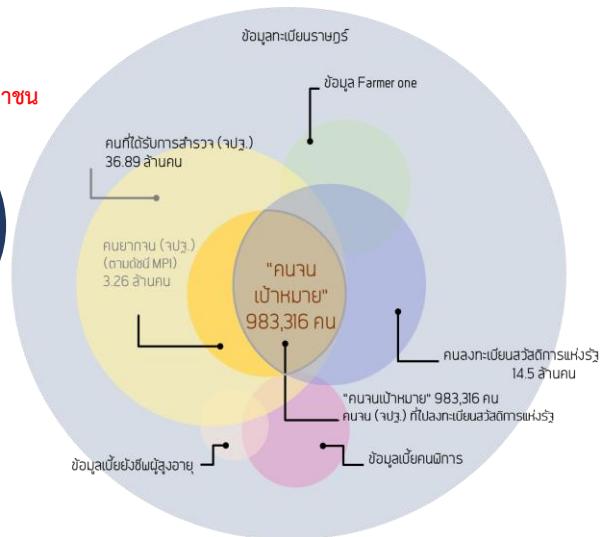 ข้อมูลทะเบียนราษฎร์
ข้อมูล Farmer one
าชน
คนที่ได้รับการสำรวจ (จปฐ.)
36.89 ล้านคน
คนยากจน (จปฐ.)
(ตามดัชนี MPI)
3.26 ล้านคน
"คนจน
เป้าหมาย"
983,316 คน
คนลงทะเบียนสวัสดิการแห่งรัฐ
14.5 ล้านคน
"คนจนเป้าหมาย" 983,316 คน
คนจน (จปฐ.) ที่ไปลงทะเบียนสวัสดิการแห่งรัฐ
ข้อมูลเบี้ยยังชีพผู้สูงอายุ
ข้อมูลเบี้ยคนพิการ